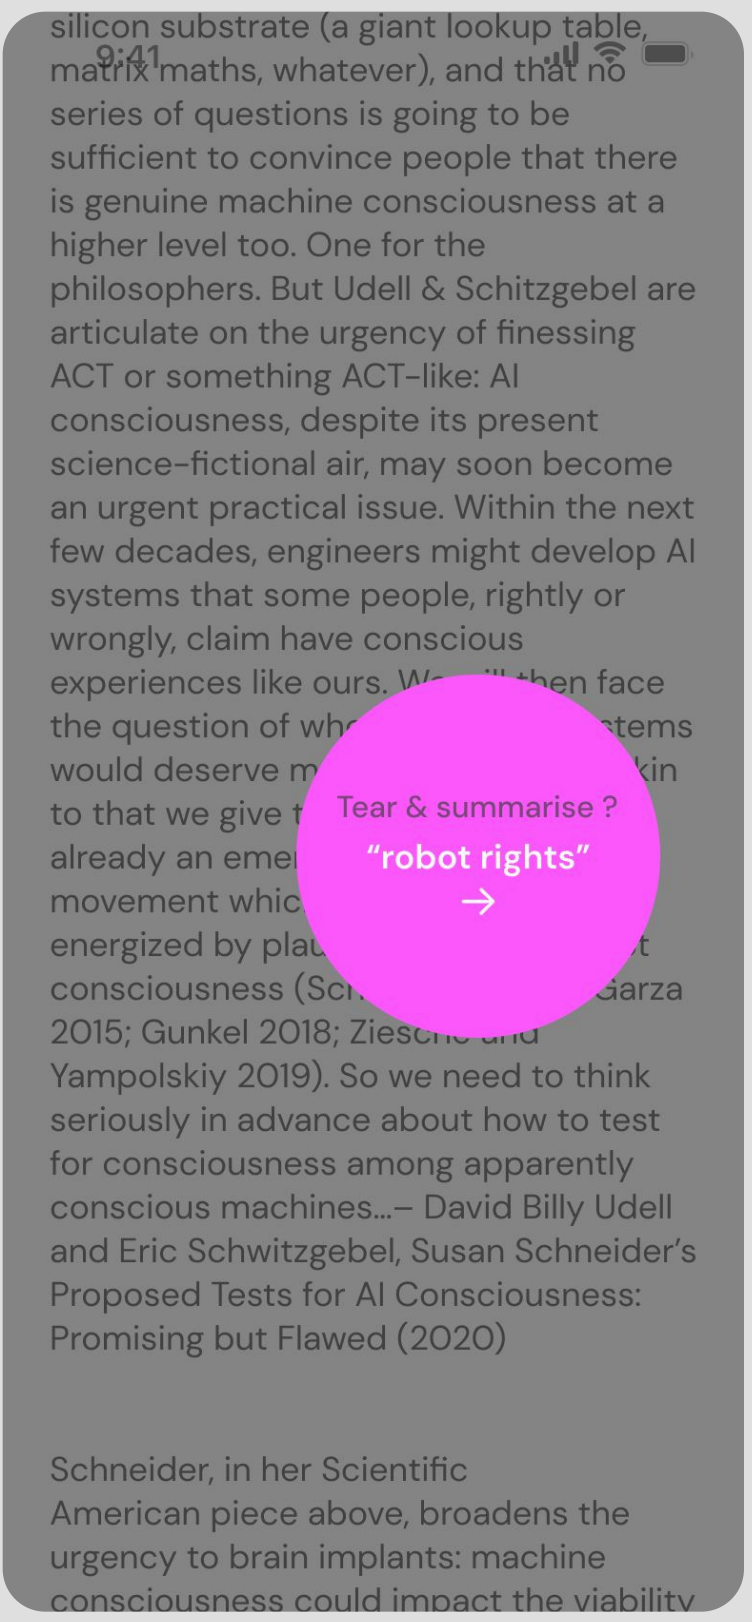 silicon substrate (a giant lookup table,
9:41
matrix maths, whatever), and that no
series of questions is going to be
sufficient to convince people that there
is genuine machine consciousness at a
higher level too. One for the
philosophers. But Udell & Schitzgebel are
articulate on the urgency of finessing
ACT or something ACT-like: AI
consciousness, despite its present
science-fictional air, may soon become
an urgent practical issue. Within the next
few decades, engineers might develop AI
systems that some people, rightly or
wrongly, claim have conscious
experiences like ours. We will then face
the question of
would deserve
to that we give
already an
movement
energized by
consciousness Garza
2015; Gunkel 2018; and
Yampolskiy 2019). So we need to think
seriously in advance about how to test
for consciousness among apparently
conscious machines…– David Billy Udell
and Eric Schwitzgebel, Susan Schneider’s
Proposed Tests for AI Consciousness:
Promising but Flawed (2020)
Schneider, in her Scientific
American piece above, broadens the
urgency to brain implants: machine
consciousness could impact the viability
Tear & summarise ?
“robot rights”
→